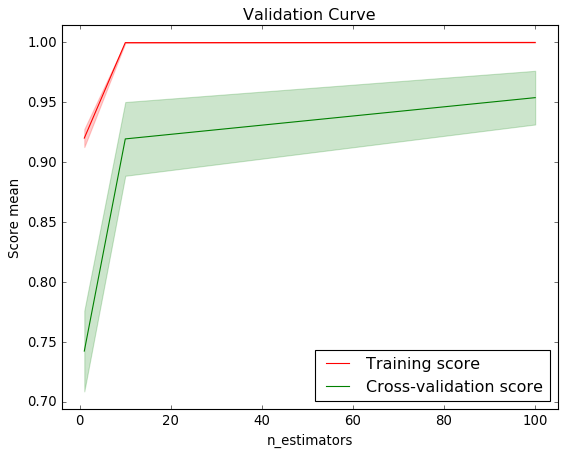 Validation Curve
1.00
0.95
0.90
0.85
0.80
0.75
0.70
Score mean
Training score
Cross-validation score
0 20 40 60 80 100
n_estimators